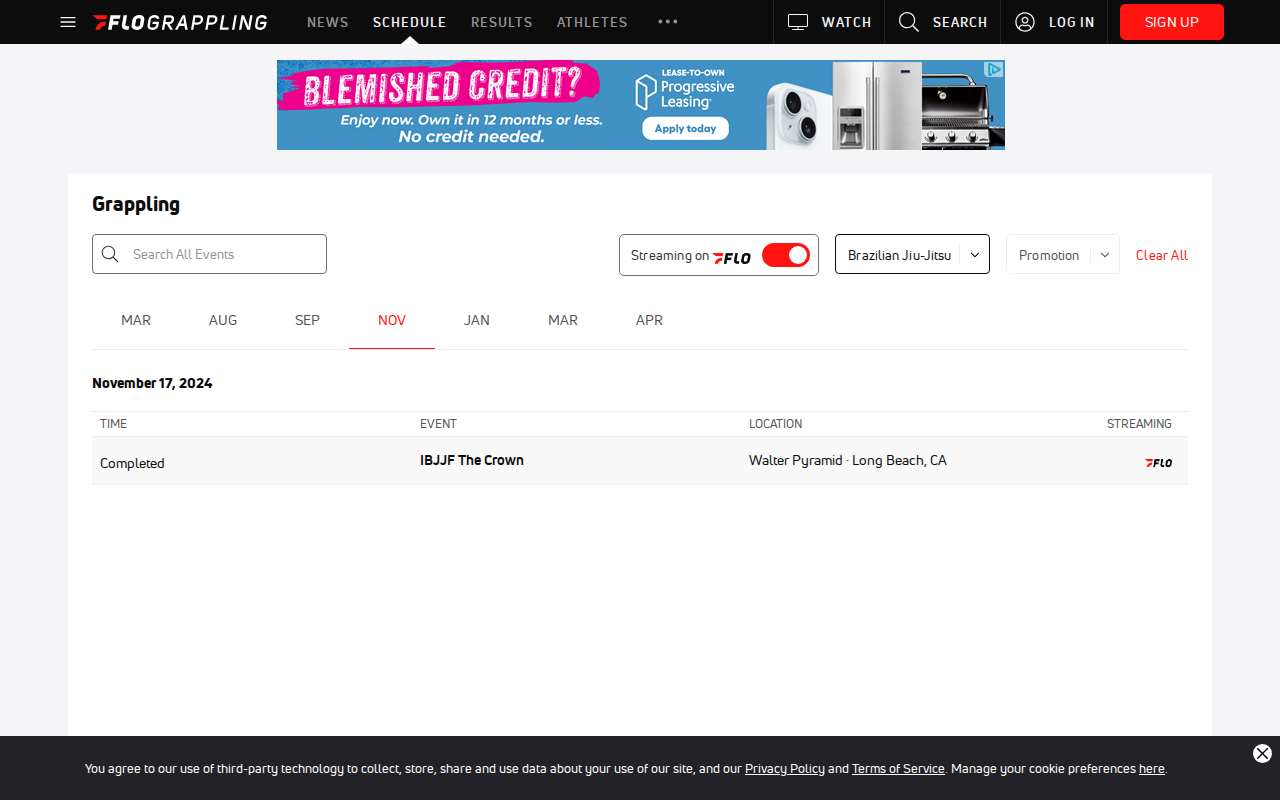 FLOGRAPPLING NEWS SCHEDULE RESULTS ATHLETES WATCH SEARCH LOG IN SIGN UP
BLEMISHED CREDIT?
Enjoy now. Own it in 12 months or less.
No credit needed.
LEASE-TO-OWN
Progressive
Leasing
Apply today
Grappling
Search All Events
Streaming on FLO
Brazilian Jiu-Jitsu
Promotion
Clear All
MAR AUG SEP NOV JAN MAR APR
November 17, 2024
TIME EVENT LOCATION STREAMING
Completed IBJJF The Crown Walter Pyramid · Long Beach, CA FLO
You agree to our use of third-party technology to collect, store, share and use data about your use of our site, and our Privacy Policy and Terms of Service. Manage your cookie preferences here.